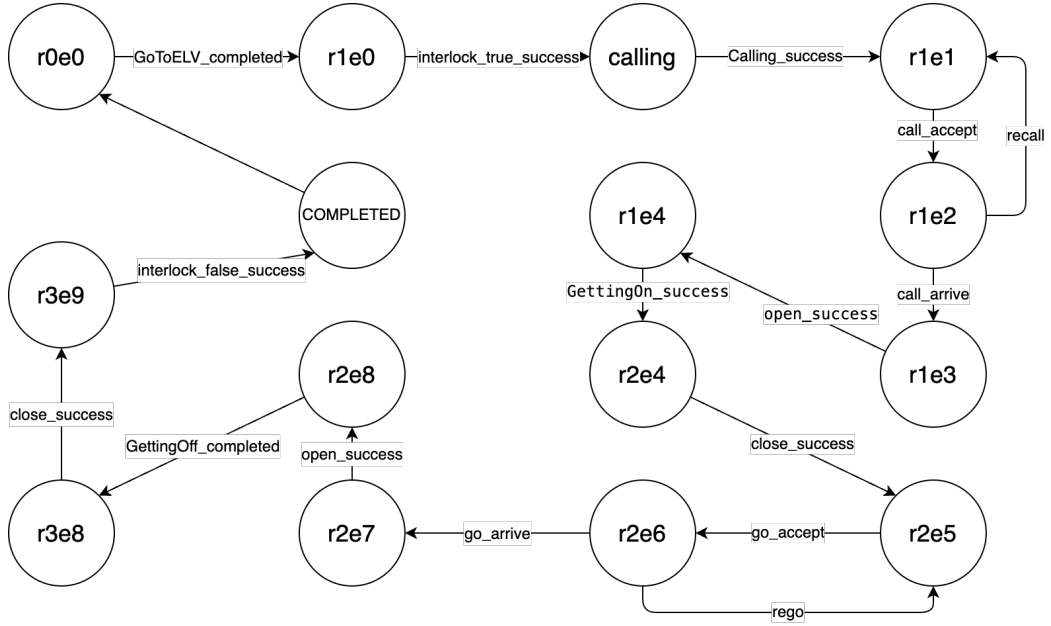 r0e0
GoToELV_completed
r1e0
interlock_true_success
calling
Calling_success
r1e1
call_accept
recall
COMPLETED
r1e4
r1e2
interlock_false_success
r3e9
GettingOn_success
open_success
call_arrive
r2e8
r2e4
r1e3
close_success
GettingOff_completed
open_success
close_success
r3e8
r2e7
go_arrive
r2e6
go_accept
r2e5
rego